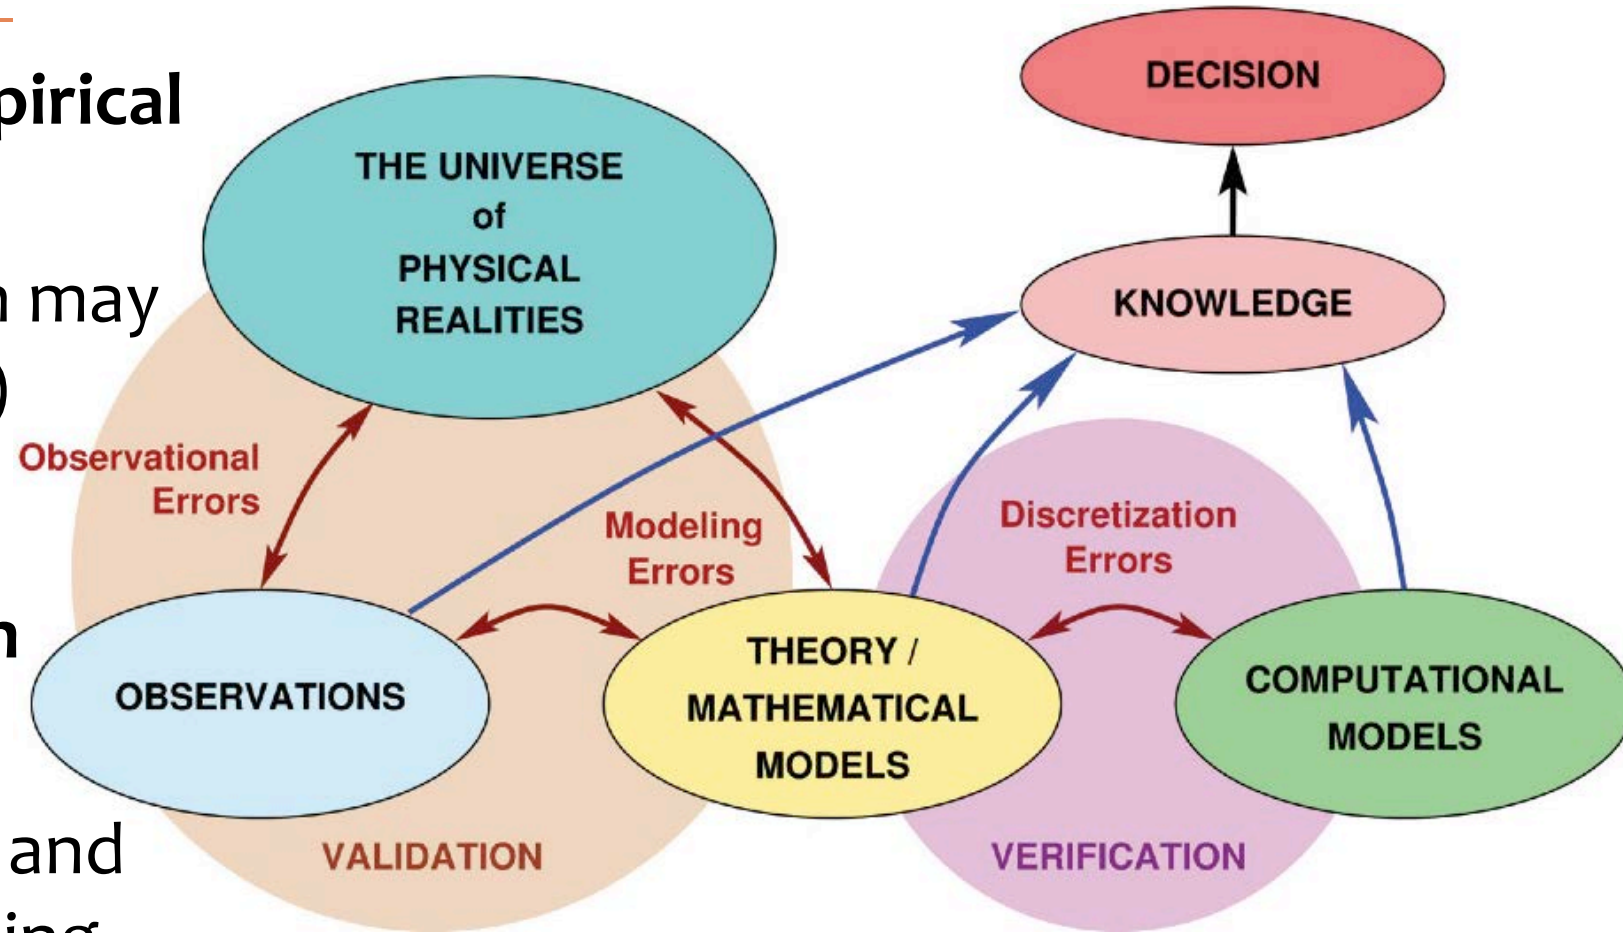 pirical
may
)
and
THE UNIVERSE
of
PHYSICAL
REALITIES
DECISION
KNOWLEDGE
Observational
Errors
Modeling
Errors
Discretization
Errors
OBSERVATIONS
THEORY /
MATHEMATICAL
MODELS
COMPUTATIONAL
MODELS
VALIDATION
VERIFICATION